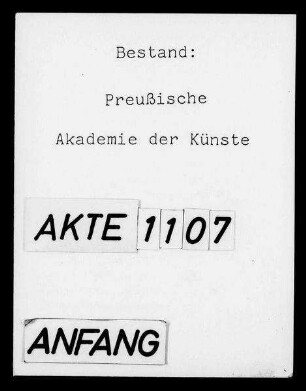 Bestand:
Preußische
Akademie der Künste
AKTE 1107
ANFANG